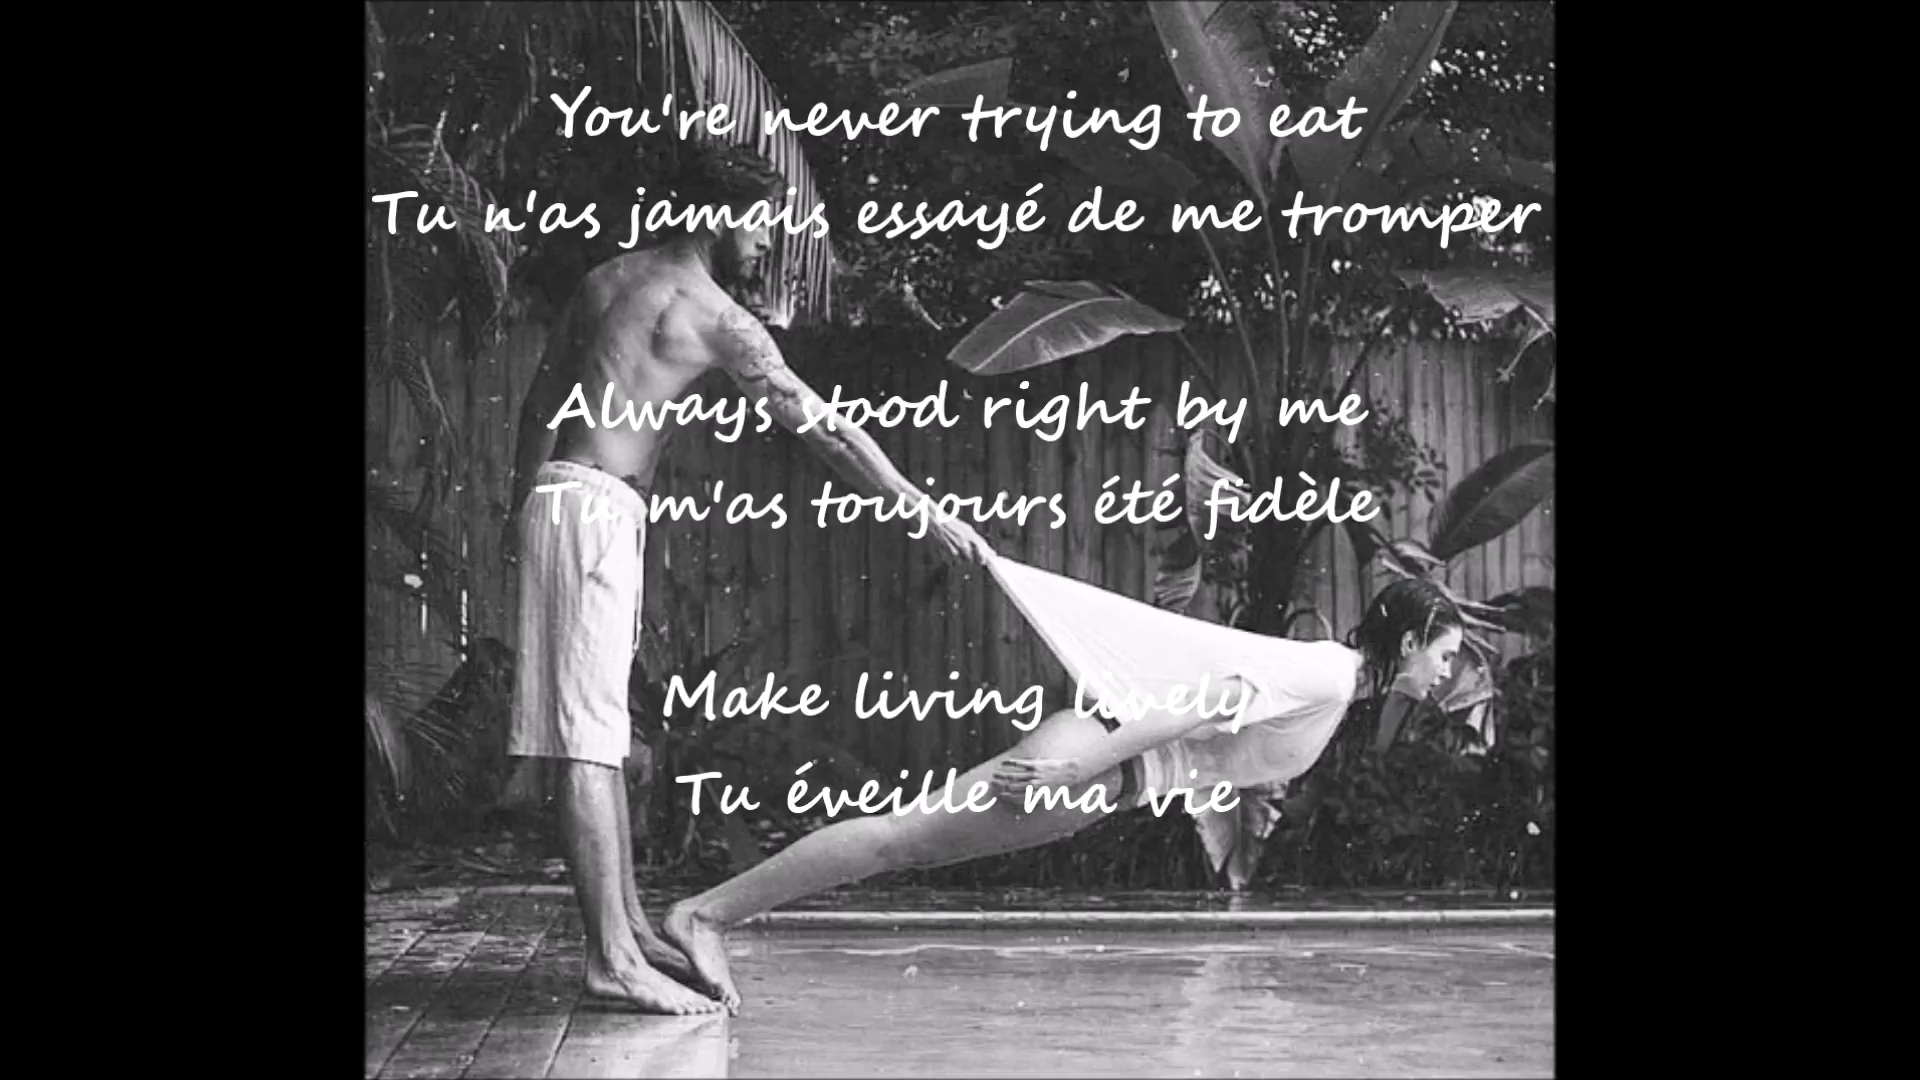 You're never trying to eat
Tu n'as jamais essayé de me tromper
Always stood right by me
Tu m'as toujours été fidèle
Make living lively
Tu éveille ma vie